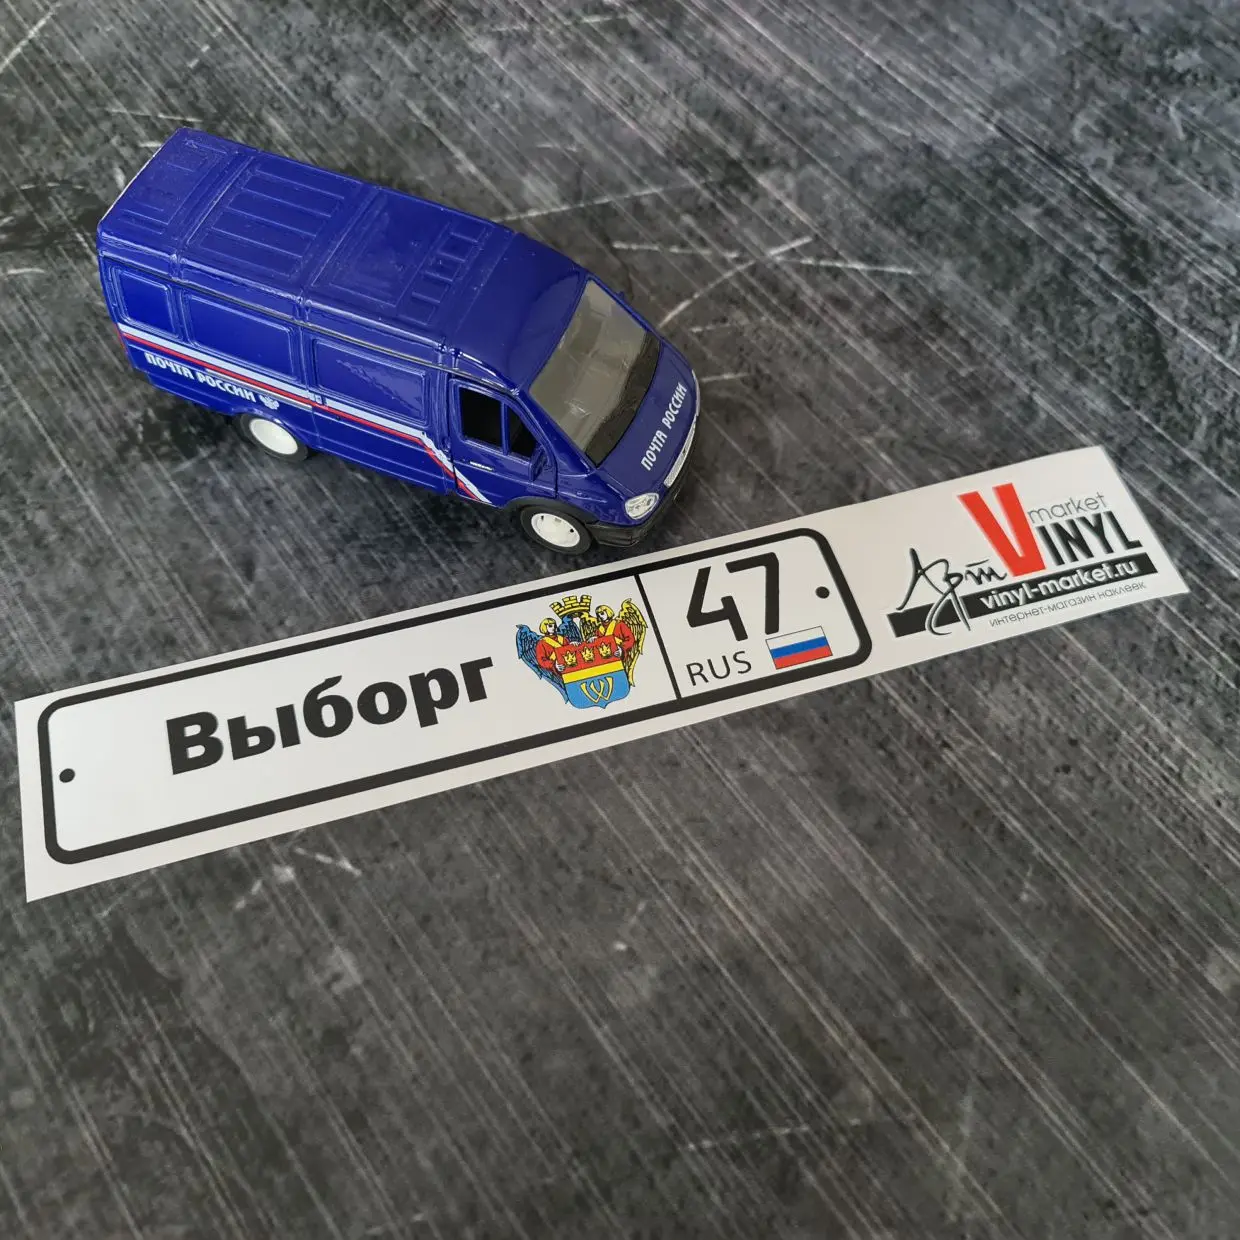 ПОЧТА РОССИИ
ПОЧТА РОССИИ
Выборг
47
RUS
W
Арт VINYL
market
vinyl-market.ru
интернет-магазин наклеек